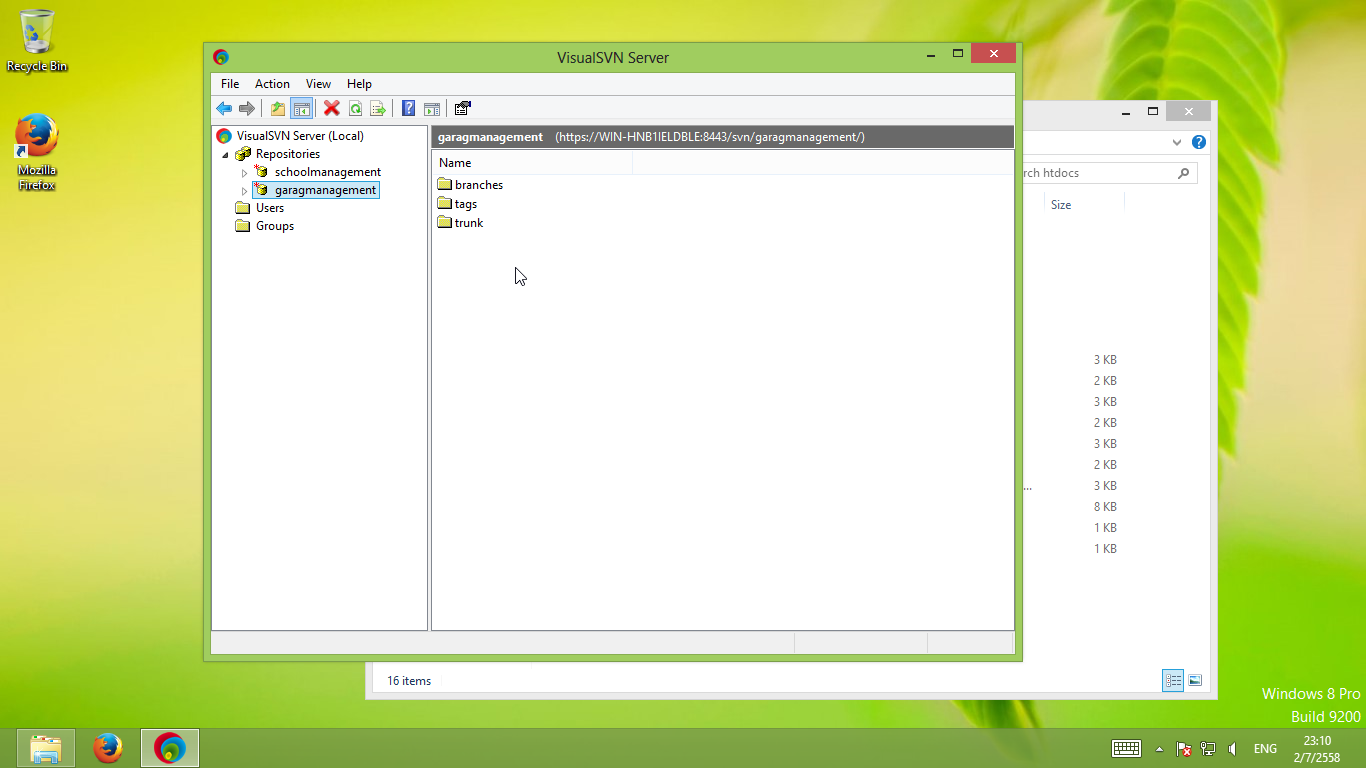 Recycle Bin
Mozilla
Firefox
VisualSVN Server
File Action View Help
VisualSVN Server (Local)
Repositories
schoolmanagement
garagmanagement
Users
Groups
garagmanagement (https://WIN-HNB1IELDBLE:8443/svn/garagmanagement/)
Name
branches
tags
trunk
rch htdocs
Size
3 KB
2 KB
3 KB
2 KB
3 KB
2 KB
... 3 KB
8 KB
1 KB
1 KB
16 items
Windows 8 Pro
Build 9200
ENG
23:10
2/7/2558